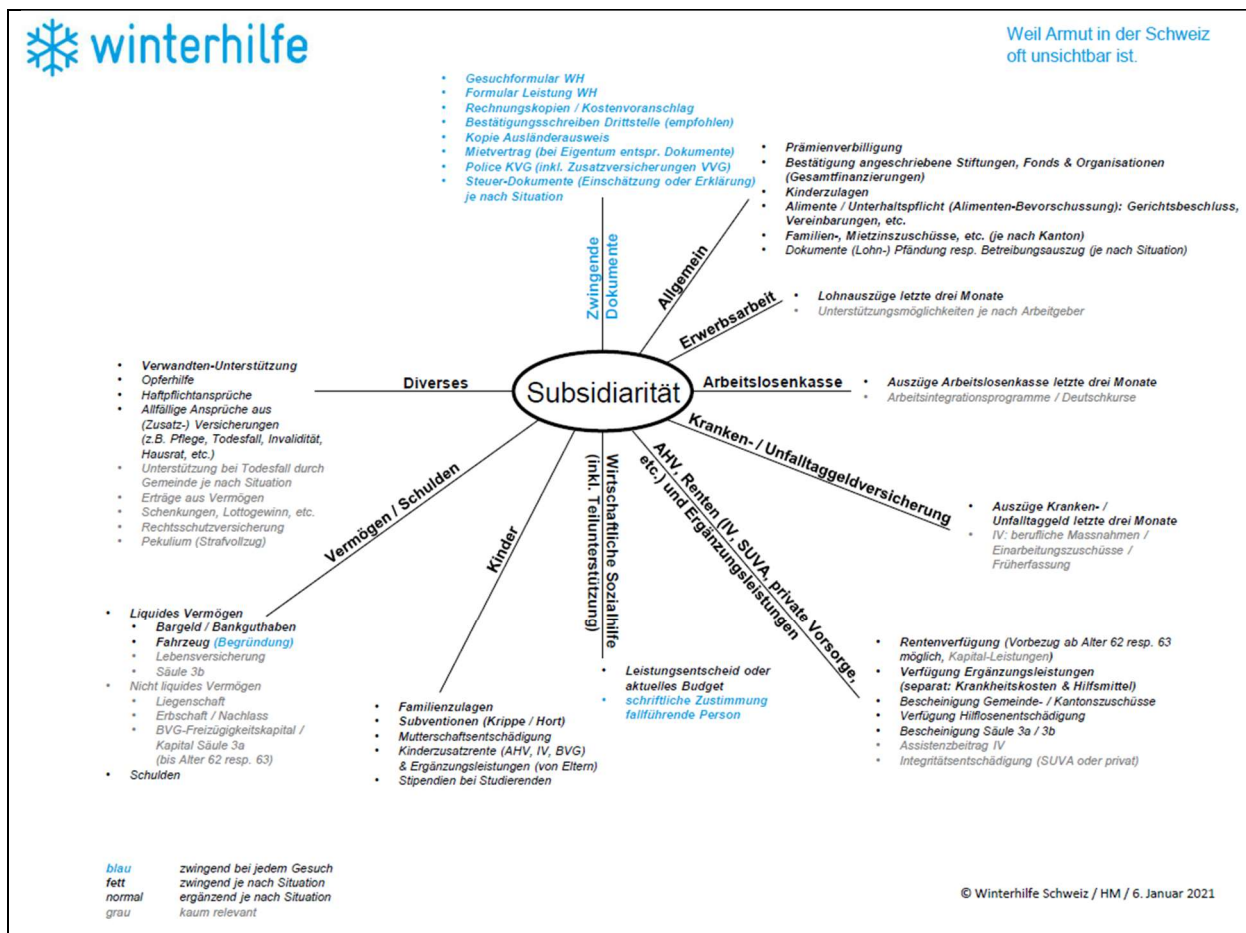 winterhilfe
Weil Armut in der Schweiz
oft unsichtbar ist.
• Gesuchformular WH
• Formular Leistung WH
• Rechnungskopien / Kostenvoranschlag
• Bestätigungsschreiben Drittstelle (empfohlen)
• Kopie Ausländerausweis
• Mietvertrag (bei Eigentum entspr. Dokumente)
• Police KVG (inkl. Zusatzversicherungen VVG)
• Steuer-Dokumente (Einschätzung oder Erklärung)
je nach Situation
Zwingende
Dokumente
• Prämienverbilligung
• Bestätigung angeschriebene Stiftungen, Fonds & Organisationen
(Gesamtfinanzierungen)
• Kinderzulagen
• Alimente / Unterhaltspflicht (Alimenten-Bevorschussung): Gerichtsbeschluss,
Vereinbarungen, etc.
• Familien-, Mietzinszuschüsse, etc. (je nach Kanton)
• Dokumente (Lohn-) Pfändung resp. Betreibungsauszug (je nach Situation)
Allgemein
Erwerbsarbeit
• Lohnauszüge letzte drei Monate
• Unterstützungsmöglichkeiten je nach Arbeitgeber
Subsidiarität
Arbeitslosenkasse
• Auszüge Arbeitslosenkasse letzte drei Monate
• Arbeitsintegrationsprogramme / Deutschkurse
Kranken- / Unfalltaggeldversicherung
• Auszüge Kranken- /
Unfalltaggeld letzte drei Monate
• IV: berufliche Massnahmen /
Einarbeitungszuschüsse /
Früherfassung
AHV, Renten (IV, SUVA, private Vorsorge,
etc.) und Ergänzungsleistungen
• Rentenverfügung (Vorbezug ab Alter 62 resp. 63
möglich, Kapital-Leistungen)
• Verfügung Ergänzungsleistungen
(separat: Krankheitskosten & Hilfsmittel)
• Bescheinigung Gemeinde- / Kantonszuschüsse
• Verfügung Hilflosenentschädigung
• Bescheinigung Säule 3a / 3b
• Assistenzbeitrag IV
• Integritätsentschädigung (SUVA oder privat)
Wirtschaftliche Sozialhilfe
(inkl. Teilunterstützung)
• Leistungsentscheid oder
aktuelles Budget
• schriftliche Zustimmung
fallführende Person
Kinder
• Familienzulagen
• Subventionen (Krippe / Hort)
• Mutterschaftsentschädigung
• Kinderzusatzrente (AHV, IV, BVG)
& Ergänzungsleistungen (von Eltern)
• Stipendien bei Studierenden
Vermögen / Schulden
• Liquides Vermögen
• Bargeld / Bankguthaben
• Fahrzeug (Begründung)
• Lebensversicherung
• Säule 3b
• Nicht liquides Vermögen
• Liegenschaft
• Erbschaft / Nachlass
• BVG-Freizügigkeitskapital /
Kapital Säule 3a
(bis Alter 62 resp. 63)
• Schulden
Diverses
• Verwandten-Unterstützung
• Opferhilfe
• Haftpflichtansprüche
• Allfällige Ansprüche aus
(Zusatz-) Versicherungen
(z.B. Pflege, Todesfall, Invalidität,
Hausrat, etc.)
• Unterstützung bei Todesfall durch
Gemeinde je nach Situation
• Erträge aus Vermögen
• Schenkungen, Lottogewinn, etc.
• Rechtsschutzversicherung
• Pekulium (Strafvollzug)
blau zwingend bei jedem Gesuch
fett zwingend je nach Situation
normal ergänzend je nach Situation
grau kaum relevant
© Winterhilfe Schweiz / HM / 6. Januar 2021